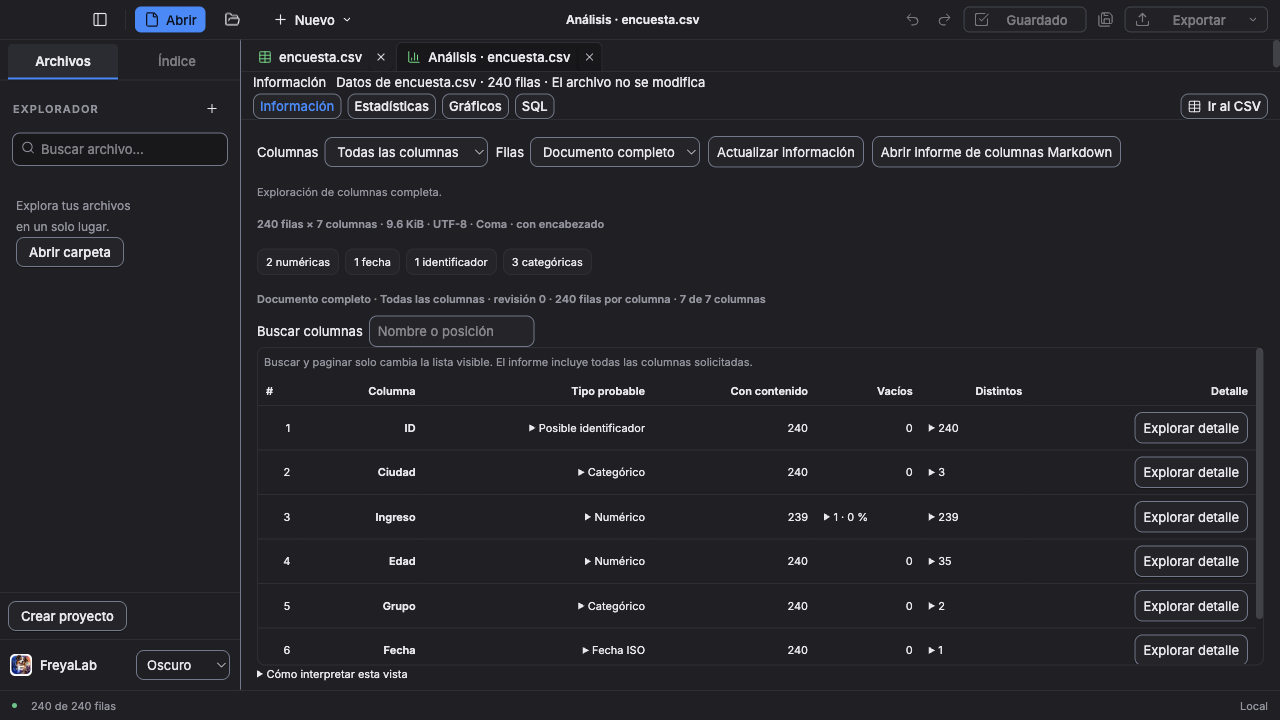 Abrir
Nuevo
Análisis · encuesta.csv
Guardado
Exportar
Archivos
Índice
EXPLORADOR
Buscar archivo...
Explora tus archivos
en un solo lugar.
Abrir carpeta
Crear proyecto
FreyaLab
Oscuro
encuesta.csv
Análisis · encuesta.csv
Información Datos de encuesta.csv · 240 filas · El archivo no se modifica
Información Estadísticas Gráficos SQL Ir al CSV
Columnas Todas las columnas Filas Documento completo Actualizar información Abrir informe de columnas Markdown
Exploración de columnas completa.
240 filas × 7 columnas · 9.6 KiB · UTF-8 · Coma · con encabezado
2 numéricas 1 fecha 1 identificador 3 categóricas
Documento completo · Todas las columnas · revisión 0 · 240 filas por columna · 7 de 7 columnas
Buscar columnas Nombre o posición
Buscar y paginar solo cambia la lista visible. El informe incluye todas las columnas solicitadas.
# Columna Tipo probable Con contenido Vacíos Distintos Detalle
1 ID Posible identificador 240 0 240 Explorar detalle
2 Ciudad Categórico 240 0 3 Explorar detalle
3 Ingreso Numérico 239 1 · 0 % 239 Explorar detalle
4 Edad Numérico 240 0 35 Explorar detalle
5 Grupo Categórico 240 0 2 Explorar detalle
6 Fecha Fecha ISO 240 0 1 Explorar detalle
Cómo interpretar esta vista
240 de 240 filas
Local